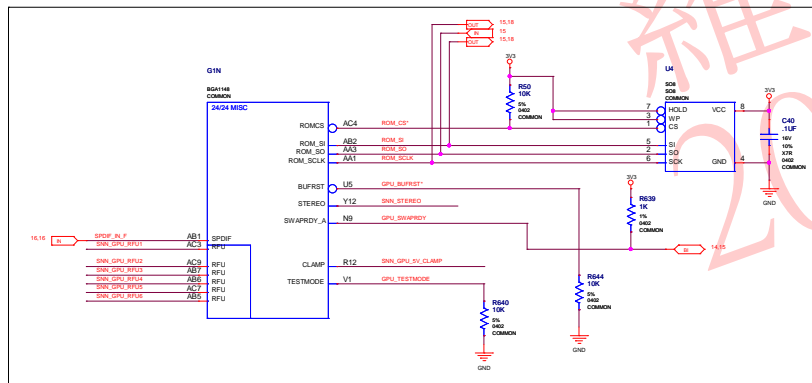 OUT 15,18
IN 15
OUT 15,18
3V3
G1N
BGA1148
COMMON
24/24 MISC
ROMCS AC4 ROM_CS*
ROM_SI AB2 ROM_SI
ROM_SO AA3 ROM_SO
ROM_SCLK AA1 ROM_SCLK
BUFRST U5 GPU_BUFRST*
STEREO Y12 SNN_STEREO
SWAPRDY_A N9 GPU_SWAPRDY
CLAMP R12 SNN_GPU_5V_CLAMP
TESTMODE V1 GPU_TESTMODE
16,16 IN SPDIF_IN_F AB1 SPDIF
SNN_GPU_RFU1 AC3 RFU
SNN_GPU_RFU2 AC9 RFU
SNN_GPU_RFU3 AB7 RFU
SNN_GPU_RFU4 AB6 RFU
SNN_GPU_RFU5 AC7 RFU
SNN_GPU_RFU6 AB5 RFU
R50
10K
5%
0402
COMMON
U4
SO8
SO8
COMMON
7 HOLD VCC 8
3 WP
1 CS
5 SI
2 SO
6 SCK GND 4
3V3
C40
.1UF
16V
10%
X7R
0402
COMMON
GND
3V3
R639
1K
1%
0402
COMMON
BI 14,15
R644
10K
5%
0402
COMMON
GND
R640
10K
5%
0402
COMMON
GND
維
20